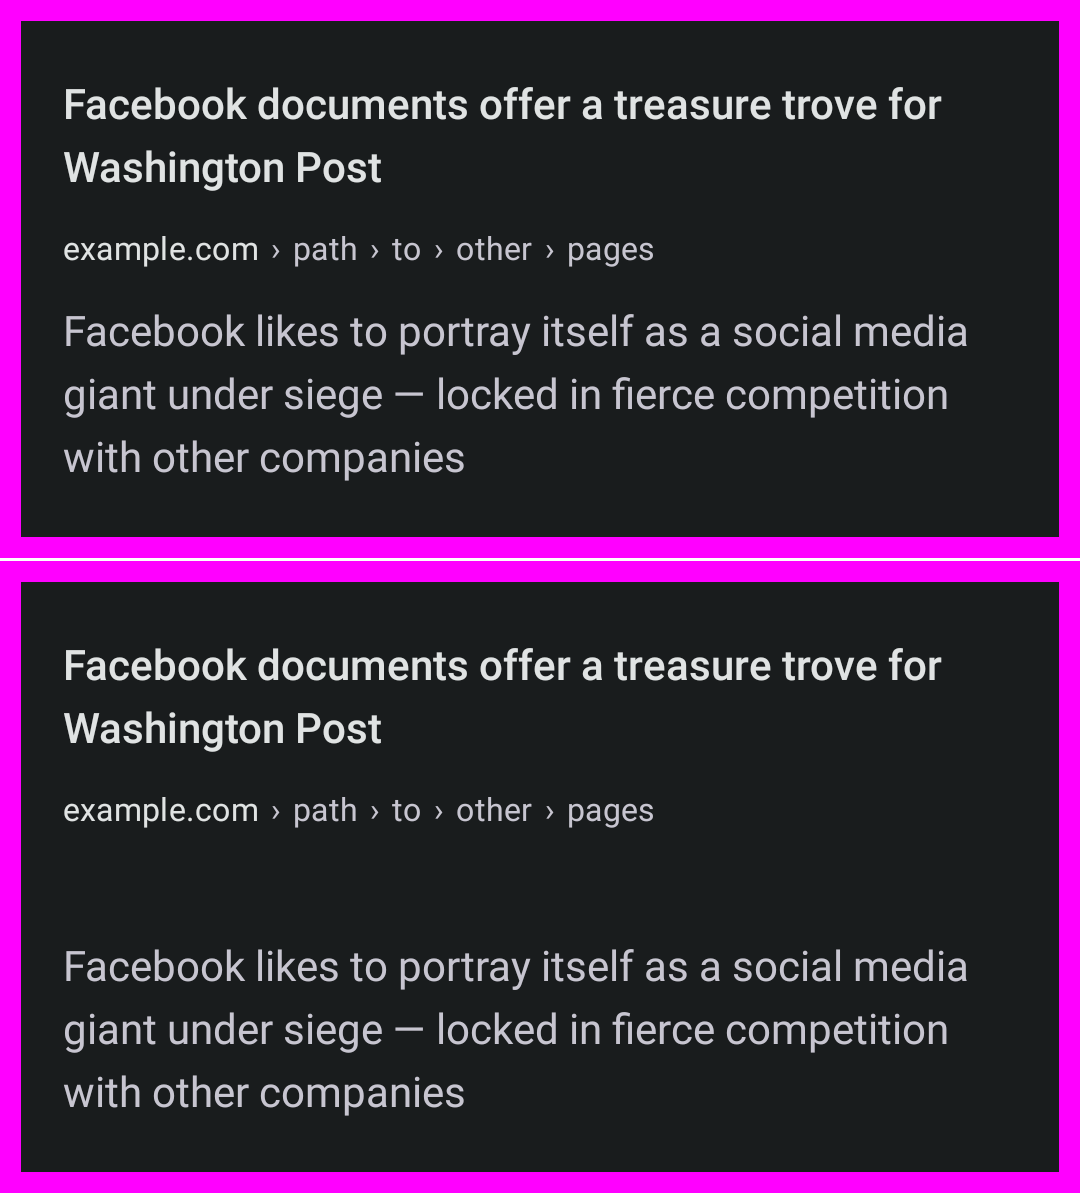 Facebook documents offer a treasure trove for
Washington Post
example.com › path › to › other › pages
Facebook likes to portray itself as a social media
giant under siege — locked in fierce competition
with other companies
Facebook documents offer a treasure trove for
Washington Post
example.com › path › to › other › pages
Facebook likes to portray itself as a social media
giant under siege — locked in fierce competition
with other companies